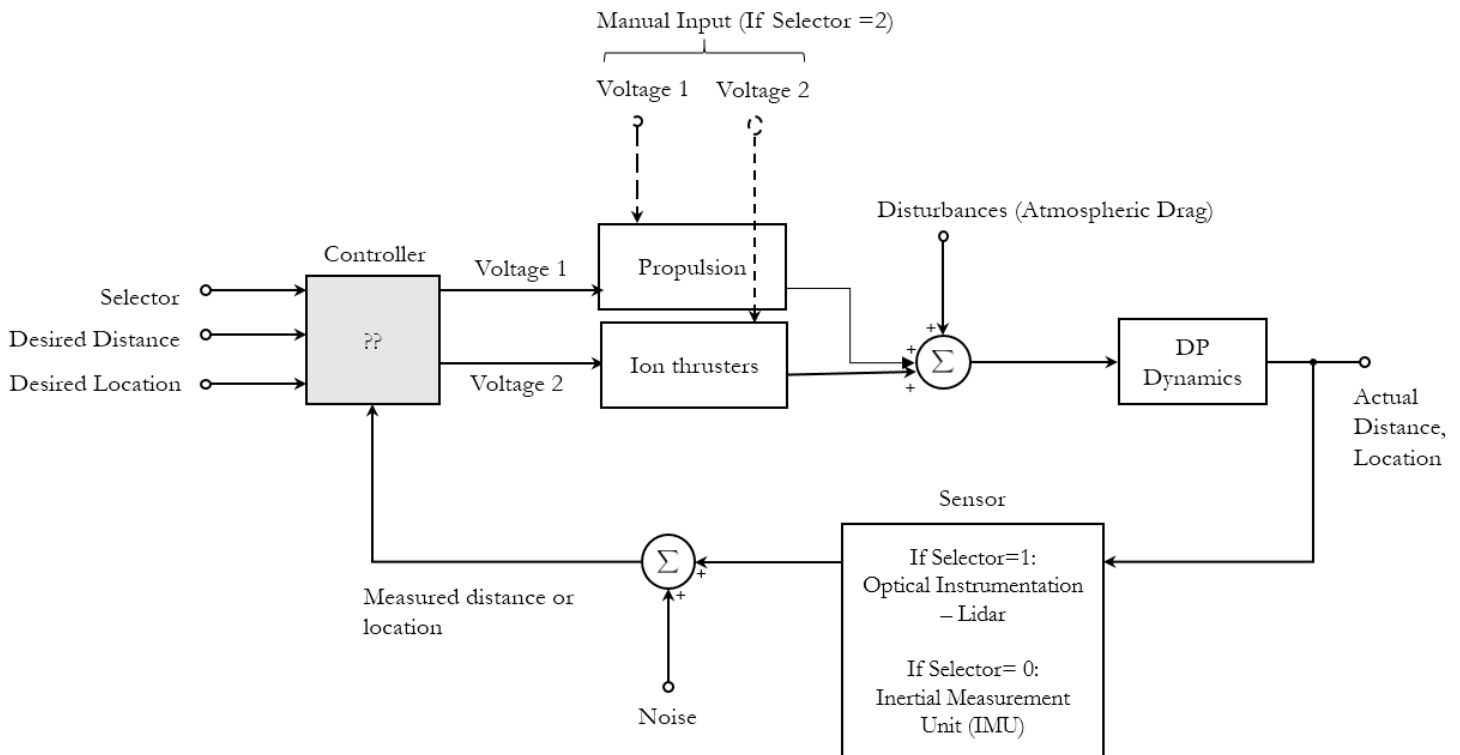 Manual Input (If Selector =2)
Voltage 1
Voltage 2
Disturbances (Atmospheric Drag)
Controller
Voltage 1
Propulsion
Selector
Desired Distance
Desired Location
??
Voltage 2
Ion thrusters
+
+
+
Σ
DP
Dynamics
Actual
Distance,
Location
Sensor
If Selector=1:
Optical Instrumentation
– Lidar
If Selector= 0:
Inertial Measurement
Unit (IMU)
Σ
+
+
Measured distance or
location
Noise